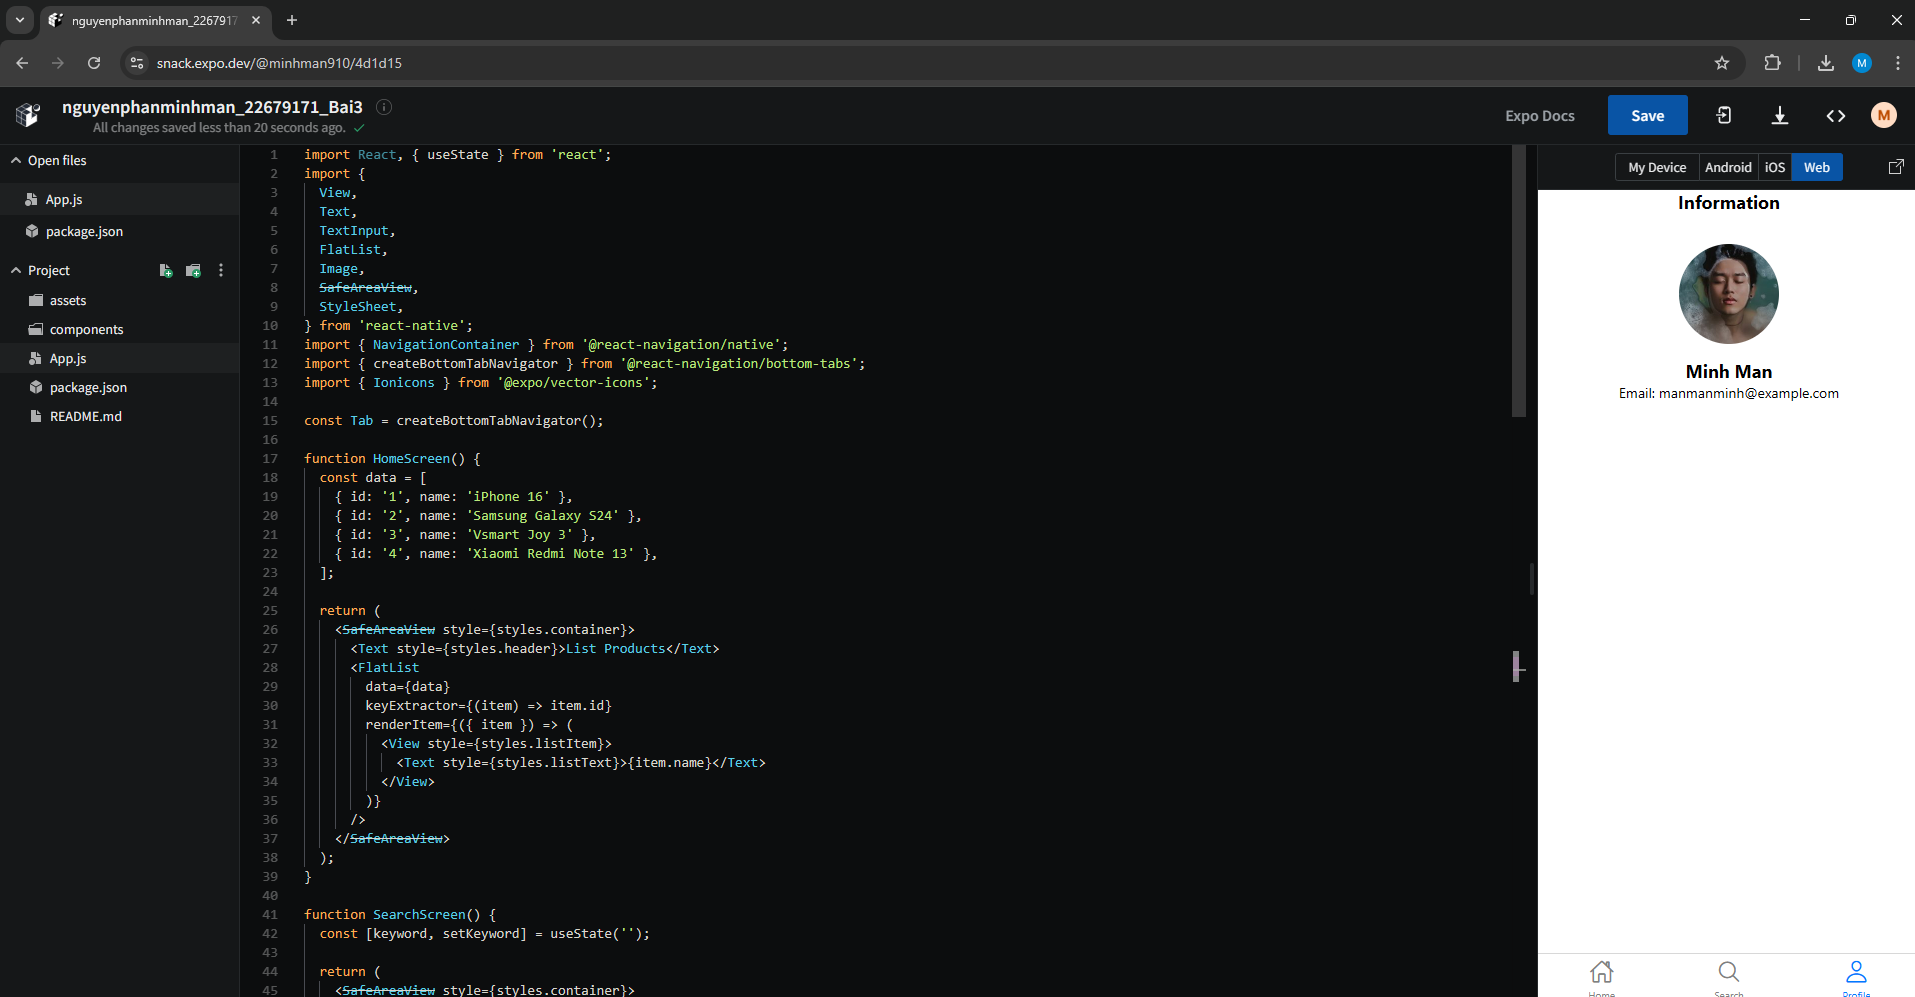 nguyenphanminhman_2267917
snack.expo.dev/@minhman910/4d1d15
M
nguyenphanminhman_22679171_Bai3
All changes saved less than 20 seconds ago.
Expo Docs
Save
M
Open files
App.js
package.json
Project
assets
components
App.js
package.json
README.md
1 import React, { useState } from 'react';
2 import {
3 View,
4 Text,
5 TextInput,
6 FlatList,
7 Image,
8 SafeAreaView,
9 StyleSheet,
10 } from 'react-native';
11 import { NavigationContainer } from '@react-navigation/native';
12 import { createBottomTabNavigator } from '@react-navigation/bottom-tabs';
13 import { Ionicons } from '@expo/vector-icons';
14
15 const Tab = createBottomTabNavigator();
16
17 function HomeScreen() {
18 const data = [
19 { id: '1', name: 'iPhone 16' },
20 { id: '2', name: 'Samsung Galaxy S24' },
21 { id: '3', name: 'Vsmart Joy 3' },
22 { id: '4', name: 'Xiaomi Redmi Note 13' },
23 ];
24
25 return (
26 <SafeAreaView style={styles.container}>
27 <Text style={styles.header}>List Products</Text>
28 <FlatList
29 data={data}
30 keyExtractor={(item) => item.id}
31 renderItem={({ item }) => (
32 <View style={styles.listItem}>
33 <Text style={styles.listText}>{item.name}</Text>
34 </View>
35 )}
36 />
37 </SafeAreaView>
38 );
39 }
40
41 function SearchScreen() {
42 const [keyword, setKeyword] = useState('');
43
44 return (
45 <SafeAreaView style={styles.container}>
My Device Android iOS Web
Information
Minh Man
Email: manmanminh@example.com
Home Search Profile